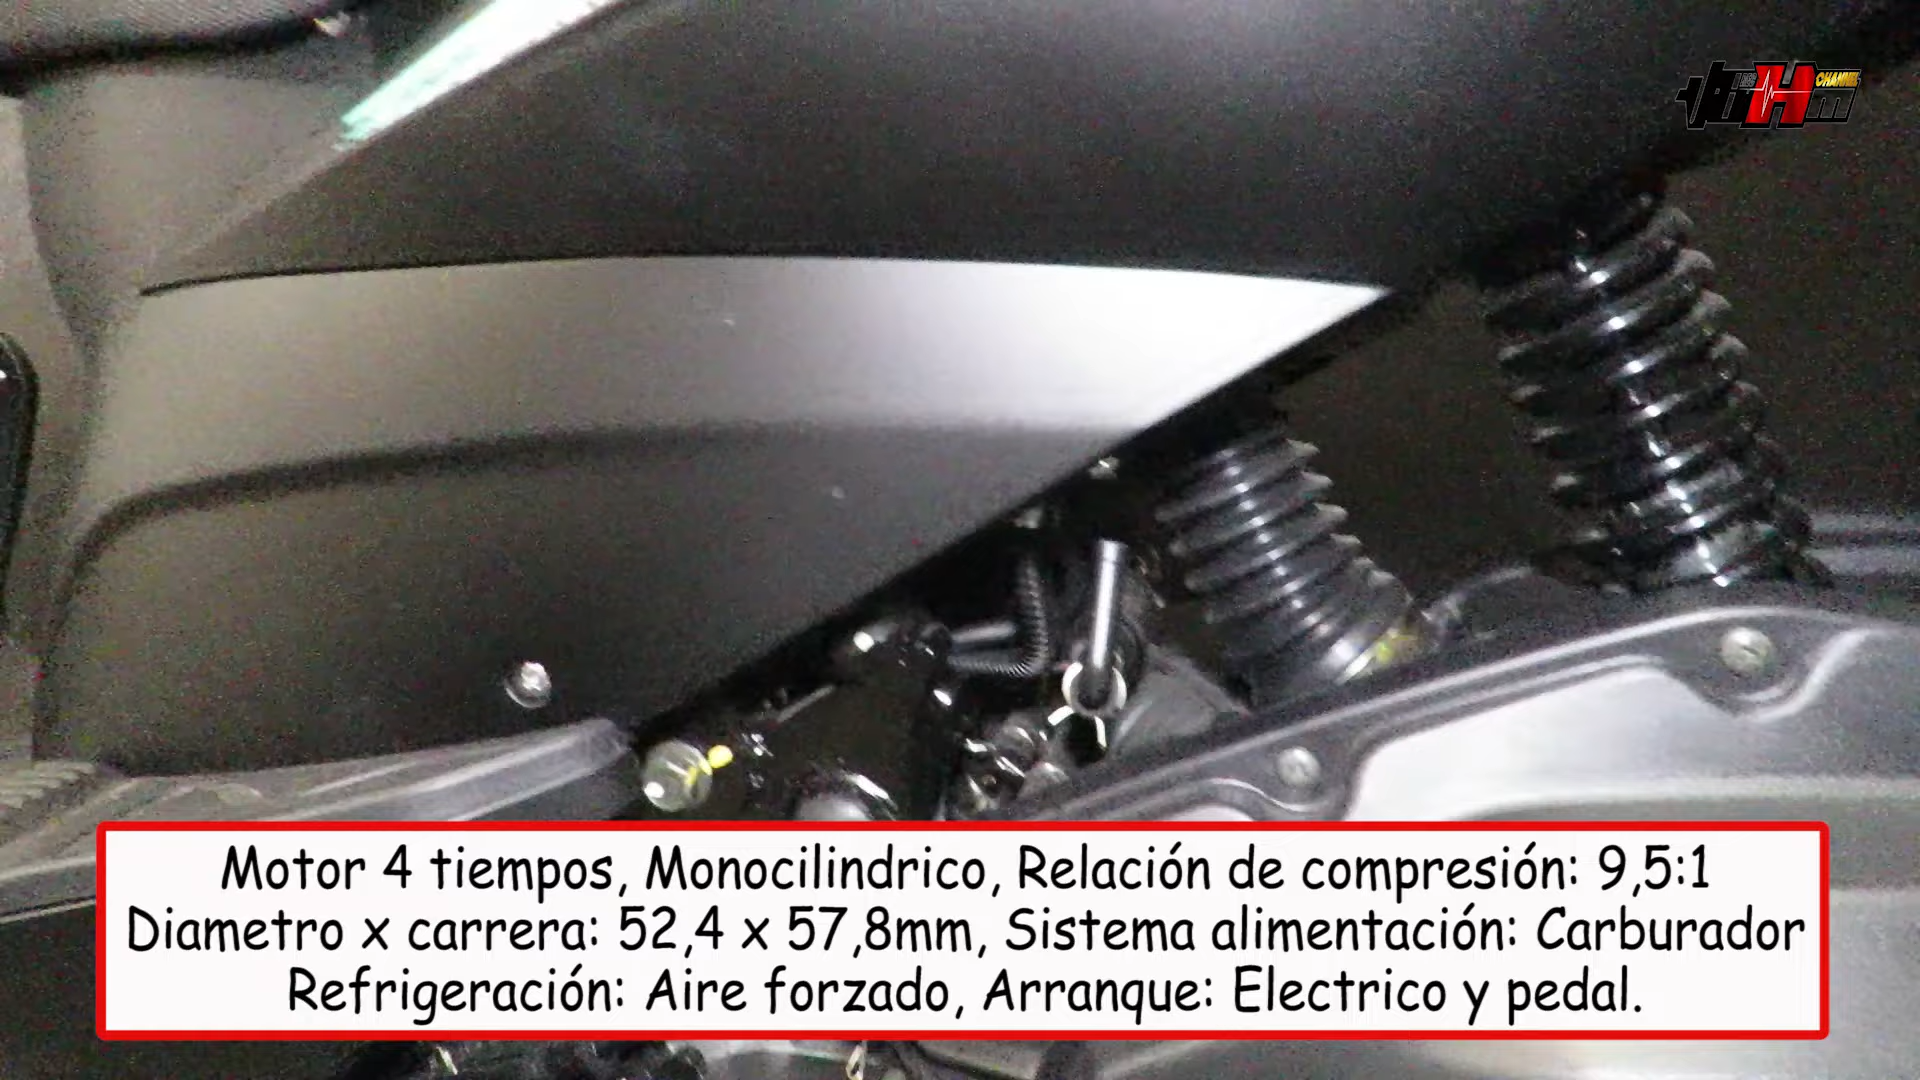 CHANNEL
Motor 4 tiempos, Monocilindrico, Relación de compresión: 9,5:1
Diametro x carrera: 52,4 x 57,8mm, Sistema alimentación: Carburador
Refrigeración: Aire forzado, Arranque: Electrico y pedal.